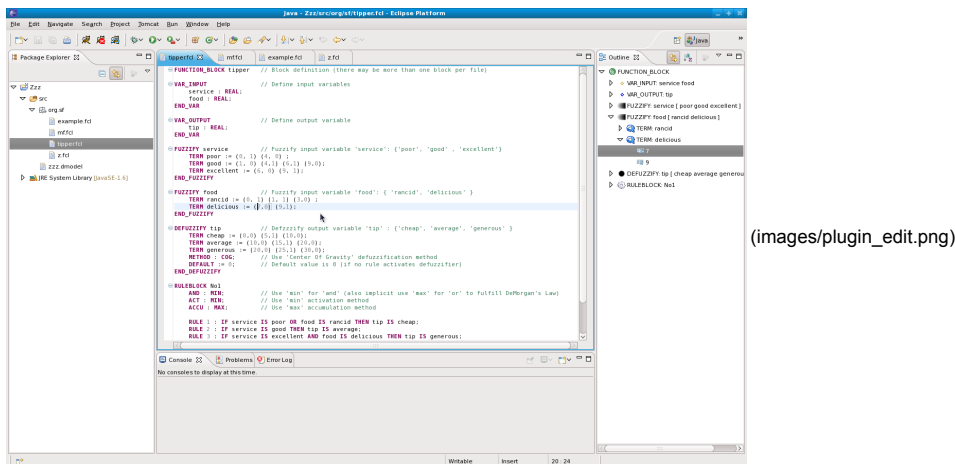 Java - Zzz/src/org/sf/tipper.fcl - Eclipse Platform
File Edit Navigate Search Project Jomcat Run Window Help
Java
Package Explorer
Zzz
src
org.sf
example.fcl
mf.fcl
tipper.fcl
z.fcl
zzz.dmodel
JRE System Library [JavaSE-1.6]
tipper.fcl mf.fcl example.fcl z.fcl
FUNCTION_BLOCK tipper // Block definition (there may be more than one block per file)
VAR_INPUT // Define input variables
service : REAL;
food : REAL;
END_VAR
VAR_OUTPUT // Define output variable
tip : REAL;
END_VAR
FUZZIFY service // Fuzzify input variable 'service': {'poor', 'good' , 'excellent'}
TERM poor := (0, 1) (4, 0) ;
TERM good := (1, 0) (4,1) (6,1) (9,0);
TERM excellent := (6, 0) (9, 1);
END_FUZZIFY
FUZZIFY food // Fuzzify input variable 'food': { 'rancid', 'delicious' }
TERM rancid := (0, 1) (1, 1) (3,0) ;
TERM delicious := (7,0) (9,1);
END_FUZZIFY
DEFUZZIFY tip // Defzzzify output variable 'tip' : {'cheap', 'average', 'generous' }
TERM cheap := (0,0) (5,1) (10,0);
TERM average := (10,0) (15,1) (20,0);
TERM generous := (20,0) (25,1) (30,0);
METHOD : COG; // Use 'Center Of Gravity' defuzzification method
DEFAULT := 0; // Default value is 0 (if no rule activates defuzzifier)
END_DEFUZZIFY
RULEBLOCK No1
AND : MIN; // Use 'min' for 'and' (also implicit use 'max' for 'or' to fulfill DeMorgan's Law)
ACT : MIN; // Use 'min' activation method
ACCU : MAX; // Use 'max' accumulation method
RULE 1 : IF service IS poor OR food IS rancid THEN tip IS cheap;
RULE 2 : IF service IS good THEN tip IS average;
RULE 3 : IF service IS excellent AND food IS delicious THEN tip IS generous;
Outline
FUNCTION_BLOCK
VAR_INPUT: service food
VAR_OUTPUT: tip
FUZZIFY: service [ poor good excellent ]
FUZZIFY: food [ rancid delicious ]
TERM: rancid
TERM: delicious
7
9
DEFUZZIFY: tip [ cheap average generou
RULEBLOCK: No1
Console Problems Error Log
No consoles to display at this time.
Writable Insert 20 : 24
(images/plugin_edit.png)